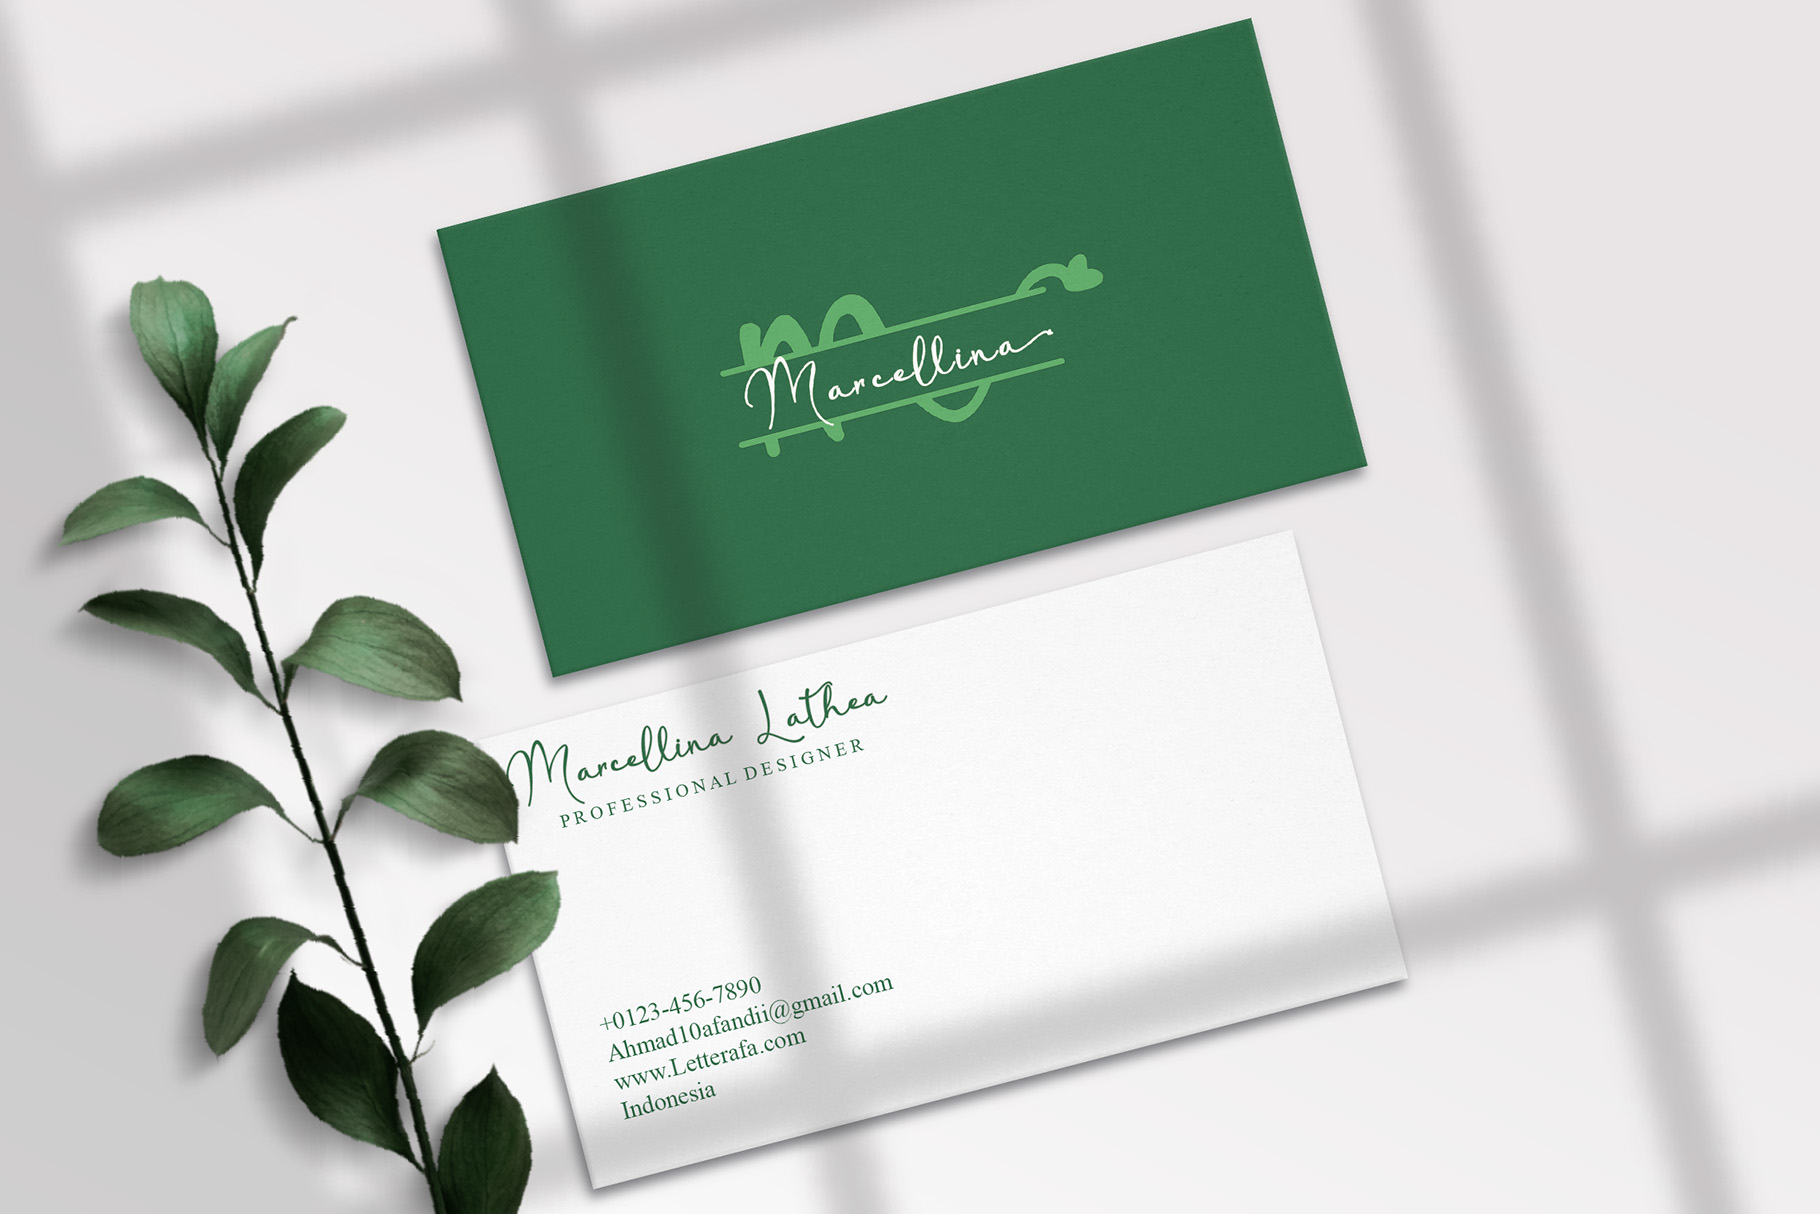 m
Marcellina
Marcellina Lathea
PROFESSIONAL DESIGNER
+0123-456-7890
Ahmad10afandii@gmail.com
www.Letterafa.com
Indonesia